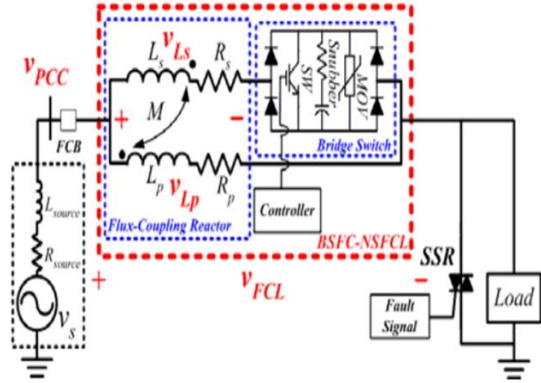 L_s
v_Ls
R_s
SW
Snubber
MOV
v_PCC
+
M
-
Bridge Switch
FCB
L_p
v_Lp
R_p
Controller
L_source
Flux-Coupling Reactor
BSFC-NSFCL
R_source
+
v_FCL
-
SSR
v_s
Fault
Signal
Load